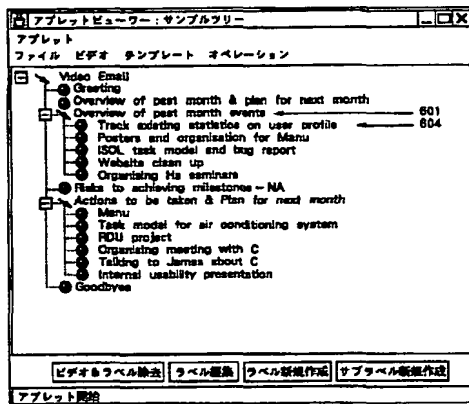 アプレットビューワー：サンプルツリー
アプレット
ファイル ビデオ テンプレート オペレーション
Video Email
Greeting
Overview of past month & plan for next month
Overview of past month events 601
Track existing statistics on user profile 604
Posters and organisation for Manu
ISOL task model and bug report
Website clean up
Organising Hs seminars
Risks to achieving milestones - NA
Actions to be taken & Plan for next month
Manu
Task model for air conditioning system
RDU project
Organising meeting with C
Talking to James about C
Internal usability presentation
Goodbyes
ビデオ&ラベル除去 ラベル編集 ラベル新規作成 サブラベル新規作成
アプレット開始